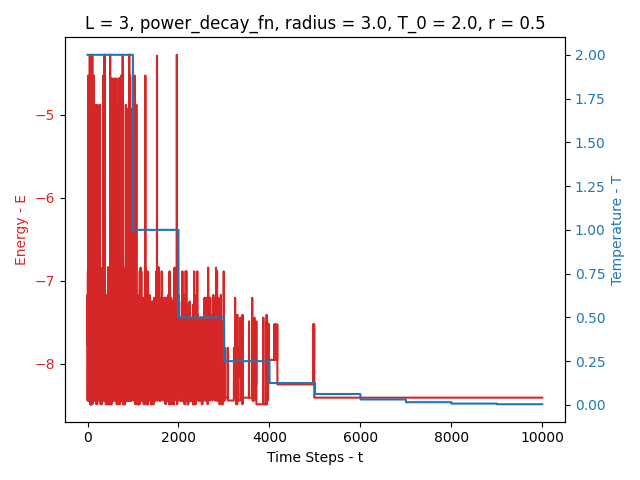 L = 3, power_decay_fn, radius = 3.0, T_0 = 2.0, r = 0.5
Energy - E
−5
−6
−7
−8
2.00
1.75
1.50
1.25
1.00
0.75
0.50
0.25
0.00
Temperature - T
0 2000 4000 6000 8000 10000
Time Steps - t